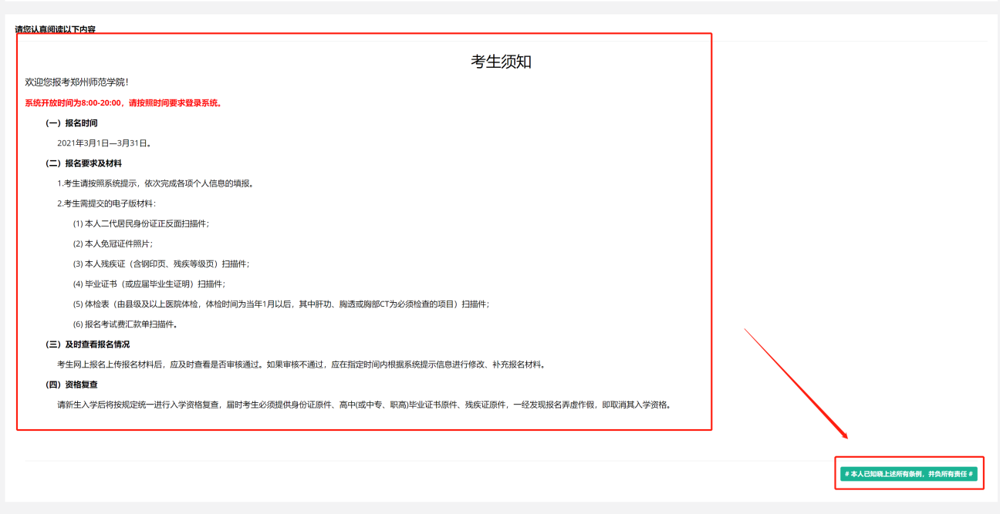 请您认真阅读以下内容
考生须知
欢迎您报考郑州师范学院！
系统开放时间为8:00-20:00，请按照时间要求登录系统。
（一）报名时间
2021年3月1日—3月31日。
（二）报名要求及材料
1.考生请按照系统提示，依次完成各项个人信息的填报。
2.考生需提交的电子版材料：
(1) 本人二代居民身份证正反面扫描件；
(2) 本人免冠证件照片；
(3) 本人残疾证（含钢印页、残疾等级页）扫描件；
(4) 毕业证书（或应届毕业生证明）扫描件；
(5) 体检表（由县级及以上医院体检，体检时间为当年1月以后，其中肝功、胸透或胸部CT为必须检查的项目）扫描件；
(6) 报名考试费汇款单扫描件。
（三）及时查看报名情况
考生网上报名上传报名材料后，应及时查看是否审核通过。如果审核不通过，应在指定时间内根据系统提示信息进行修改、补充报名材料。
（四）资格复查
请新生入学后将按规定统一进行入学资格复查，届时考生必须提供身份证原件、高中(或中专、职高)毕业证书原件、残疾证原件，一经发现报名弄虚作假，即取消其入学资格。
# 本人已知晓上述所有条例，并负所有责任 #